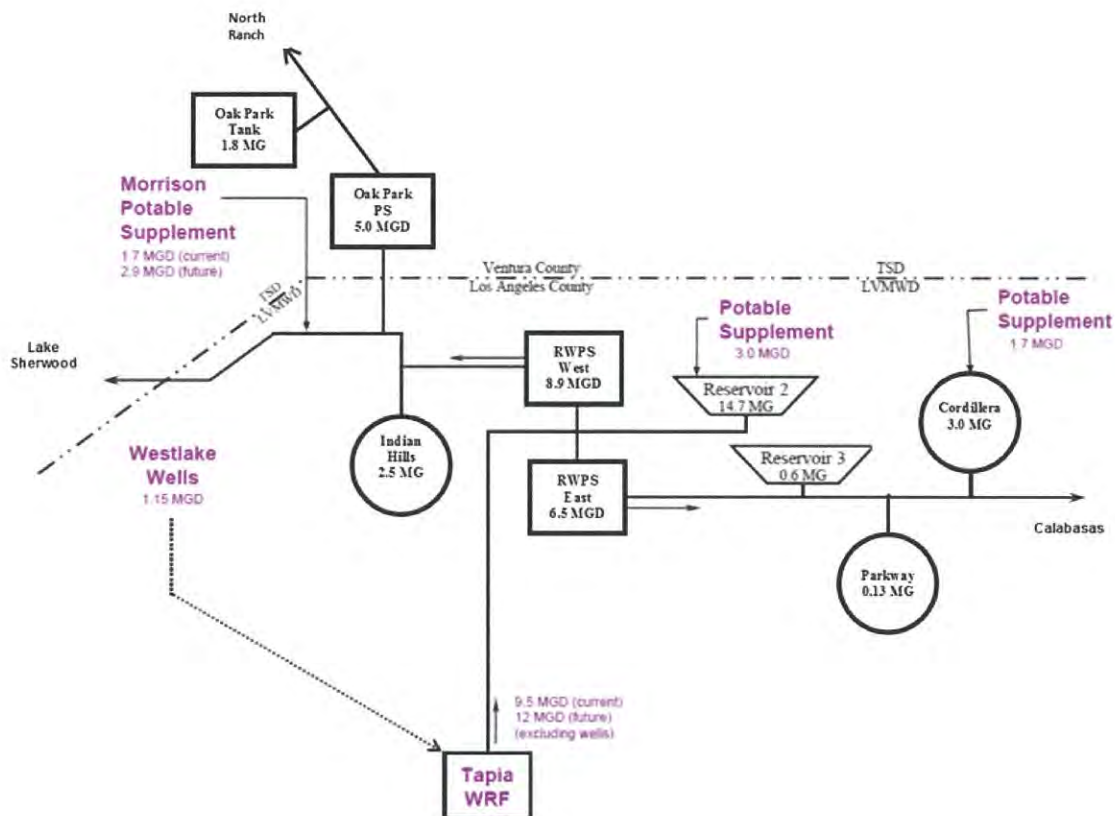 North
Ranch
Oak Park
Tank
1.8 MG
Morrison
Potable
Supplement
1.7 MGD (current)
2.9 MGD (future)
Oak Park
PS
5.0 MGD
Ventura County
Los Angeles County
TSD
LVMWD
TSD
LVMWD
Lake
Sherwood
RWPS
West
8.9 MGD
Potable
Supplement
3.0 MGD
Potable
Supplement
1.7 MGD
Reservoir 2
14.7 MG
Cordillera
3.0 MG
Westlake
Wells
1.15 MGD
Indian
Hills
2.5 MG
RWPS
East
6.5 MGD
Reservoir 3
0.6 MG
Calabasas
Parkway
0.13 MG
9.5 MGD (current)
12 MGD (future)
(excluding wells)
Tapia
WRF